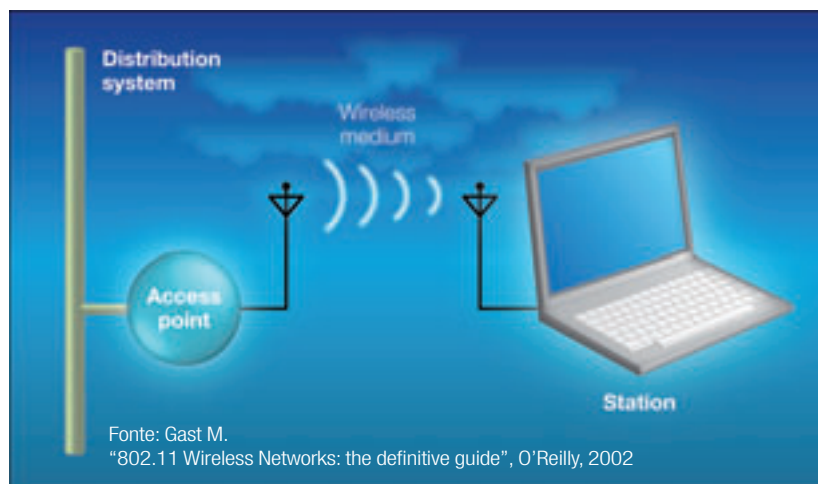 Distribution
system
Wireless
medium
Access
point
Station
Fonte: Gast M.
“802.11 Wireless Networks: the definitive guide”, O’Reilly, 2002